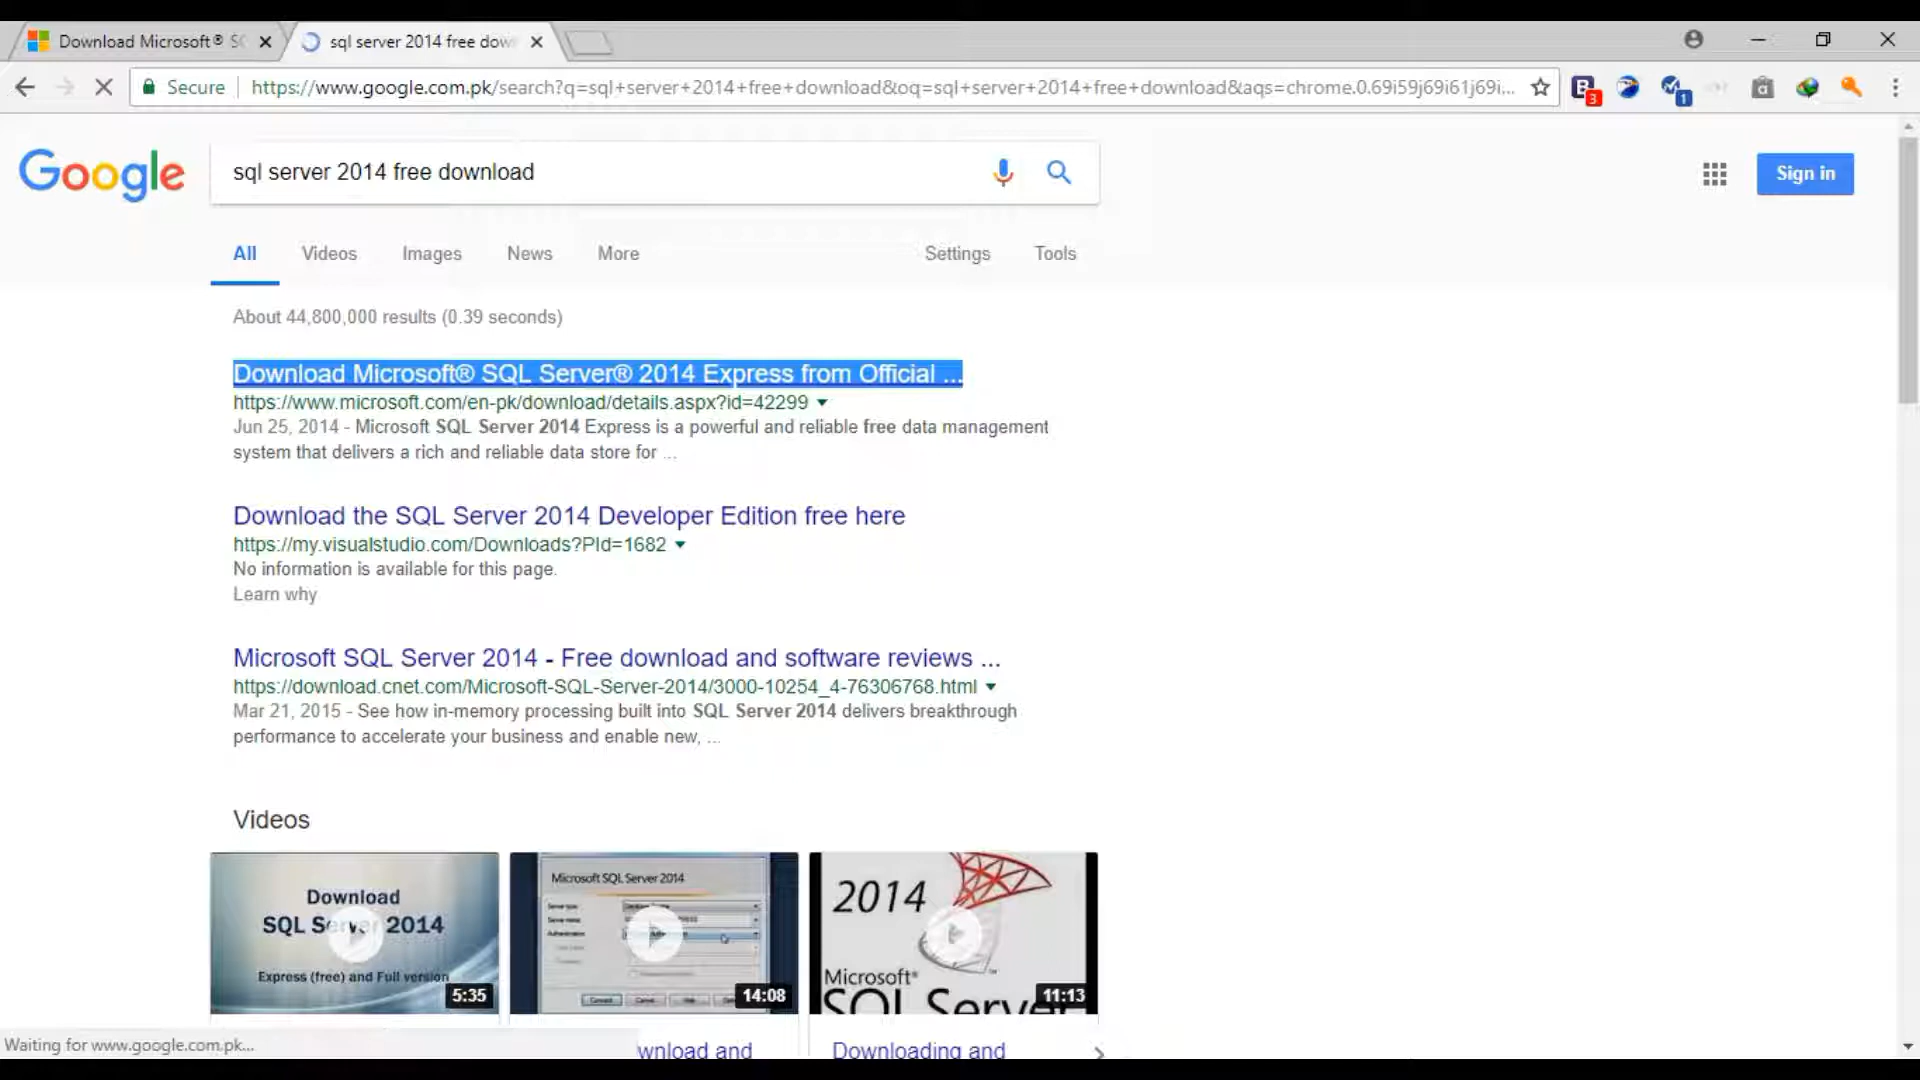 Download Microsoft® S
sql server 2014 free dow
Secure
https://www.google.com.pk/search?q=sql+server+2014+free+download&oq=sql+server+2014+free+download&aqs=chrome.0.69i59j69i61j69i...
3
1
Google
sql server 2014 free download
Sign in
All
Videos
Images
News
More
Settings
Tools
About 44,800,000 results (0.39 seconds)
Download Microsoft® SQL Server® 2014 Express from Official ...
https://www.microsoft.com/en-pk/download/details.aspx?id=42299
Jun 25, 2014 - Microsoft SQL Server 2014 Express is a powerful and reliable free data management
system that delivers a rich and reliable data store for ...
Download the SQL Server 2014 Developer Edition free here
https://my.visualstudio.com/Downloads?PId=1682
No information is available for this page.
Learn why
Microsoft SQL Server 2014 - Free download and software reviews ...
https://download.cnet.com/Microsoft-SQL-Server-2014/3000-10254_4-76306768.html
Mar 21, 2015 - See how in-memory processing built into SQL Server 2014 delivers breakthrough
performance to accelerate your business and enable new, ...
Videos
Download
SQL Server 2014
Express (free) and Full version
5:35
Microsoft SQL Server 2014
14:08
2014
Microsoft®
SQL Server
11:13
Waiting for www.google.com.pk...
wnload and
Downloading and